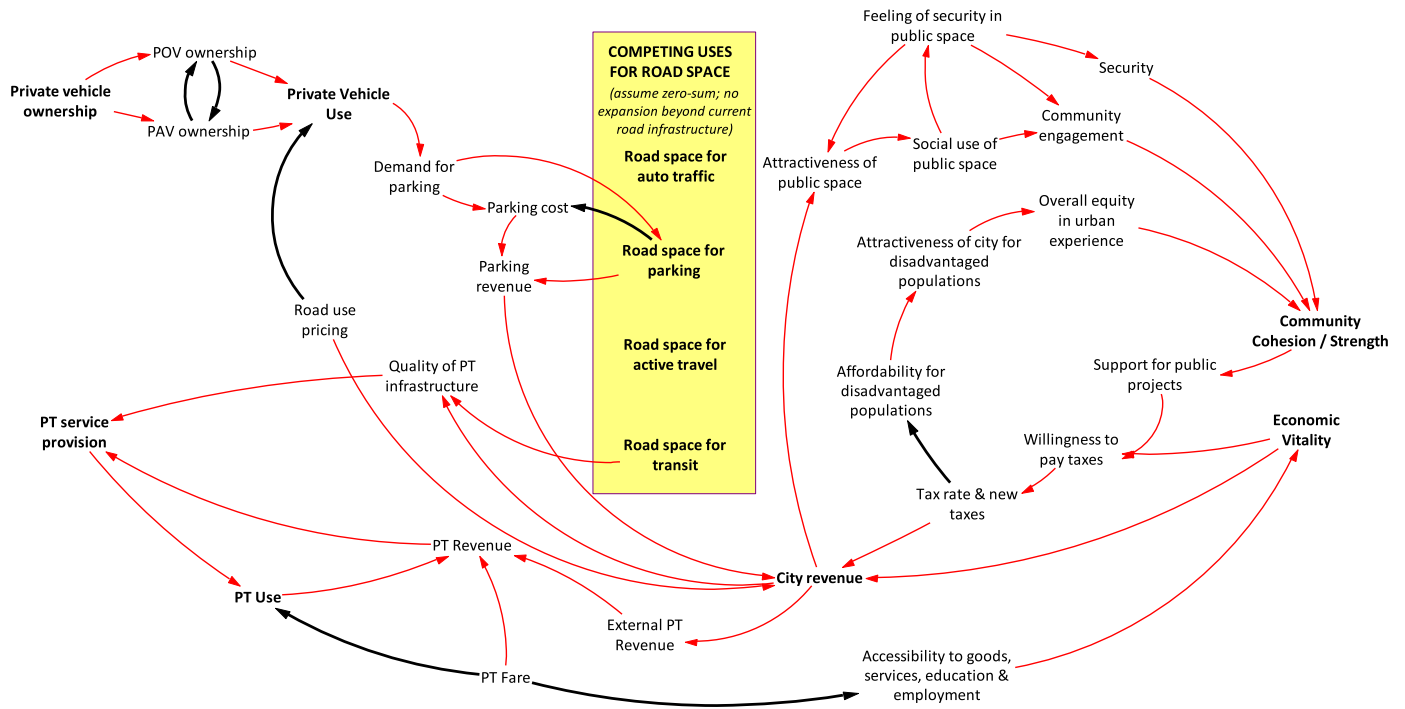 Feeling of security in
public space
POV ownership
COMPETING USES
FOR ROAD SPACE
(assume zero-sum; no
expansion beyond current
road infrastructure)
Security
Private vehicle
ownership
Private Vehicle
Use
PAV ownership
Community
engagement
Demand for
parking
Road space for
auto traffic
Attractiveness of
public space
Social use of
public space
Parking cost
Overall equity
in urban
experience
Road space for
parking
Attractiveness of city for
disadvantaged
populations
Parking
revenue
Road use
pricing
Community
Cohesion / Strength
Road space for
active travel
Quality of PT
infrastructure
Affordability for
disadvantaged
populations
Support for public
projects
PT service
provision
Road space for
transit
Willingness to
pay taxes
Economic
Vitality
Tax rate & new
taxes
PT Revenue
City revenue
PT Use
External PT
Revenue
PT Fare
Accessibility to goods,
services, education &
employment